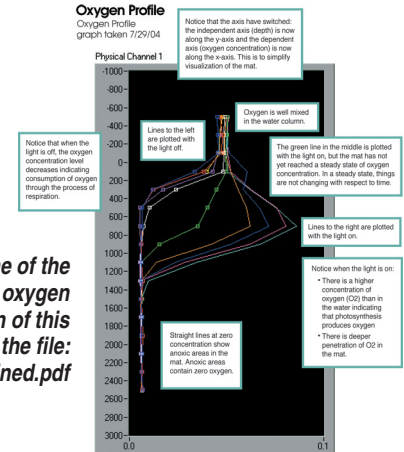 Oxygen Profile
Oxygen Profile
graph taken 7/29/04
Physical Channel 1
Notice that the axis have switched:
the independent axis (depth) is now
along the y-axis and the dependent
axis (oxygen concentration) is now
along the x-axis. This is to simplify
visualization of the mat.
Lines to the left
are plotted with
the light off.
Oxygen is well mixed
in the water column.
Notice that when the
light is off, the oxygen
concentration level
decreases indicating
consumption of oxygen
through the process of
respiration.
The green line in the middle is plotted
with the light on, but the mat has not
yet reached a steady state of oxygen
concentration. In a steady state, things
are not changing with respect to time.
Lines to the right are plotted
with the light on.
Notice when the light is on:
• There is a higher
concentration of
oxygen (O2) than in
the water indicating
that photosynthesis
produces oxygen
• There is deeper
penetration of O2 in
the mat.
Straight lines at zero
concentration show
anoxic areas in the
mat. Anoxic areas
contain zero oxygen.
ne of the
oxygen
n of this
the file:
ined.pdf
-1000
-800
-600
-400
-200
0
200
400
600
800
1000
1200
1400
1600
1800
2000
2200
2400
2600
2800
3000
0.0
0.1